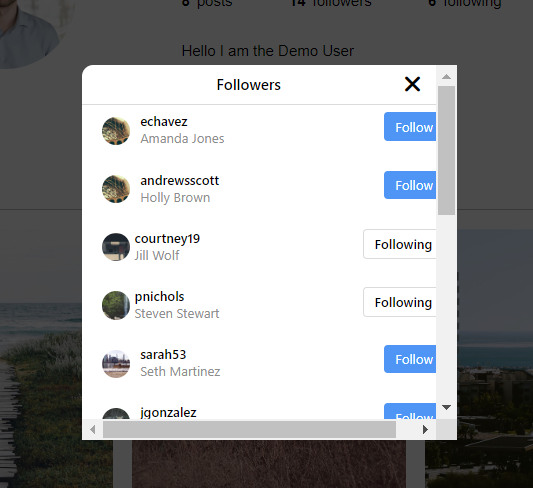 8 posts 14 followers 6 following
Hello I am the Demo User
Followers
echavez
Amanda Jones
Follow
andrewsscott
Holly Brown
Follow
courtney19
Jill Wolf
Following
pnichols
Steven Stewart
Following
sarah53
Seth Martinez
Follow
jgonzalez
Follow